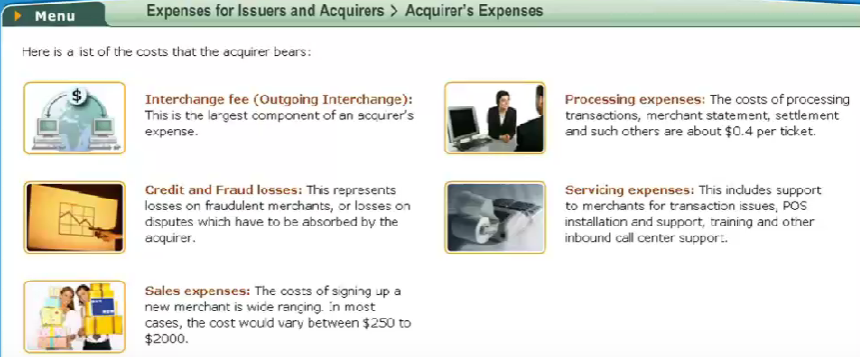 Menu
Expenses for Issuers and Acquirers > Acquirer's Expenses
Here is a list of the costs that the acquirer bears:
Interchange fee (Outgoing Interchange):
This is the largest component of an acquirer's
expense.
Processing expenses: The costs of processing
transactions, merchant statement, settlement
and such others are about $0.4 per ticket.
Credit and Fraud losses: This represents
losses on fraudulent merchants, or losses on
disputes which have to be absorbed by the
acquirer.
Servicing expenses: This includes support
to merchants for transaction issues, POS
installation and support, training and other
inbound call center support.
Sales expenses: The costs of signing up a
new merchant is wide ranging. In most
cases, the cost would vary between $250 to
$2000.